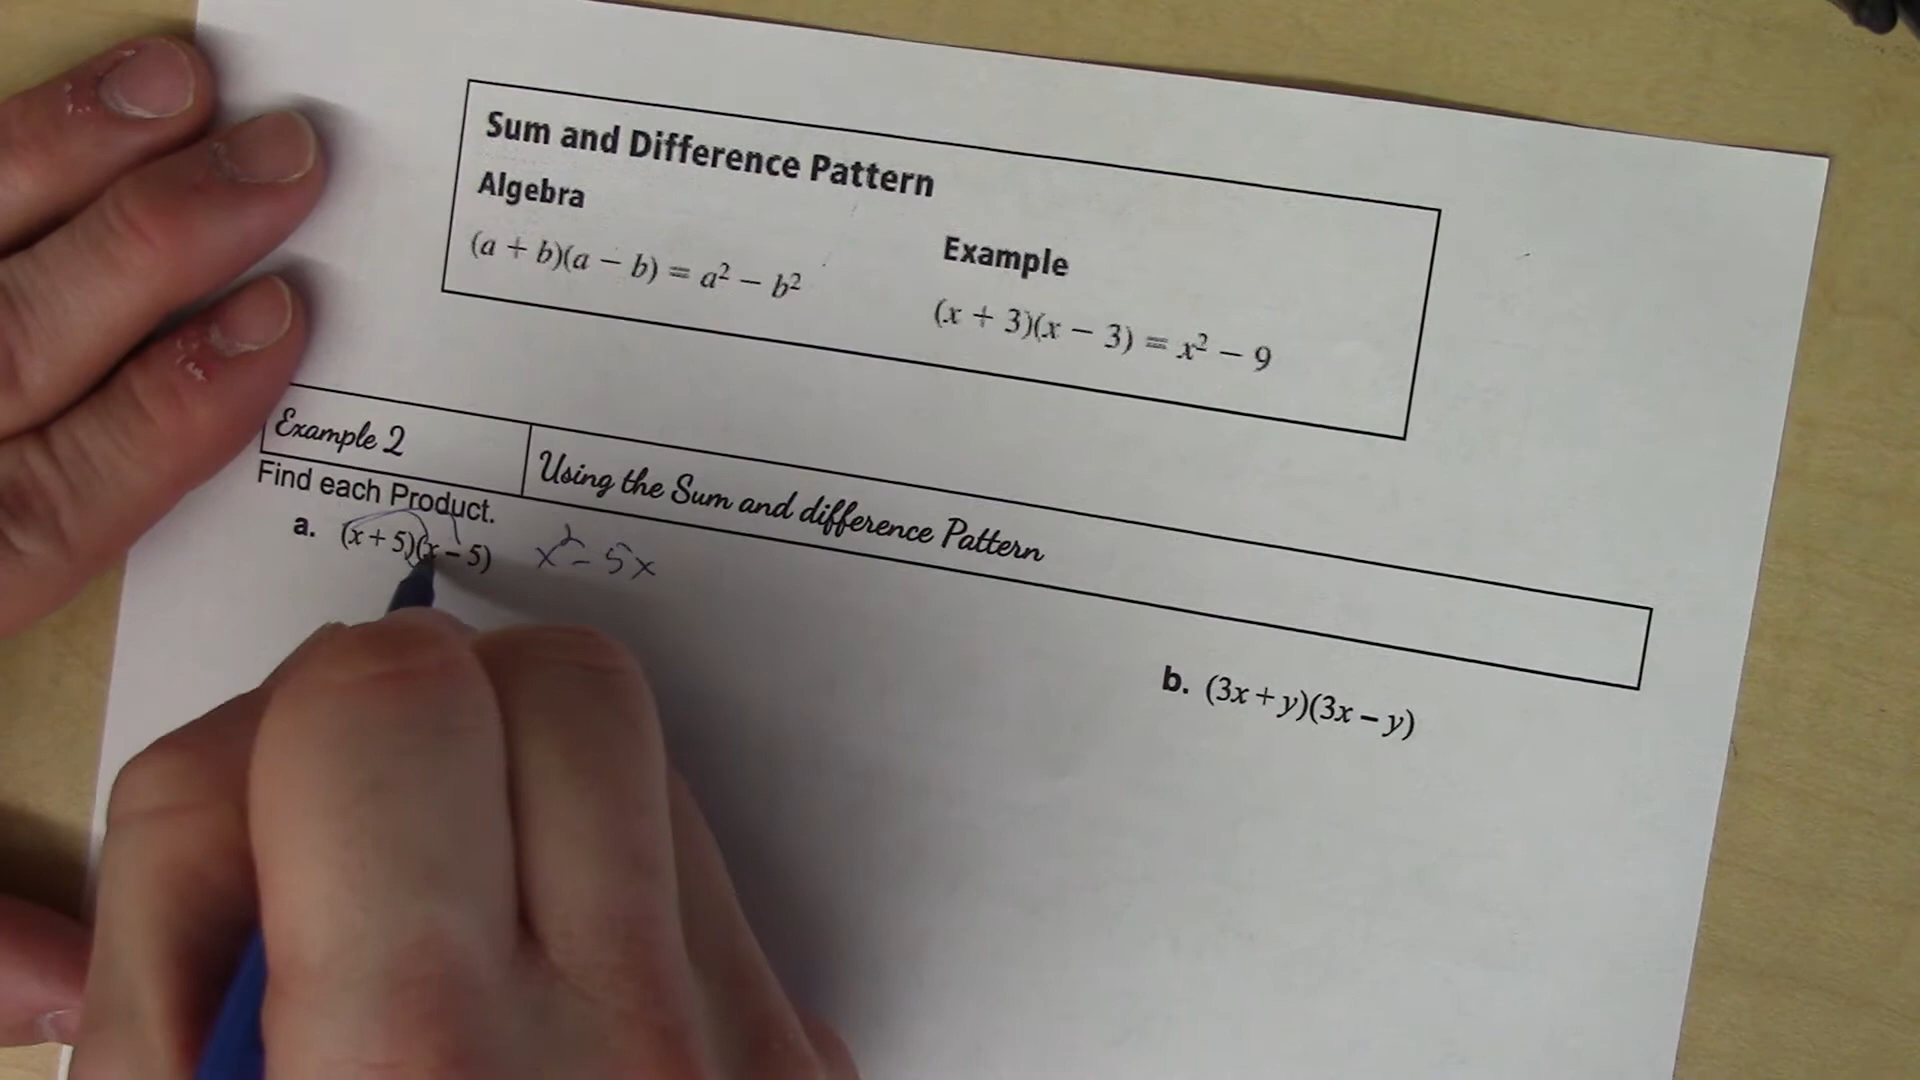 Sum and Difference Pattern
Algebra
(a + b)(a − b) = a² − b²
Example
(x + 3)(x − 3) = x² − 9
Example 2
Using the Sum and difference Pattern
Find each Product.
a. (x + 5)(x − 5) x² − 5x
b. (3x + y)(3x − y)